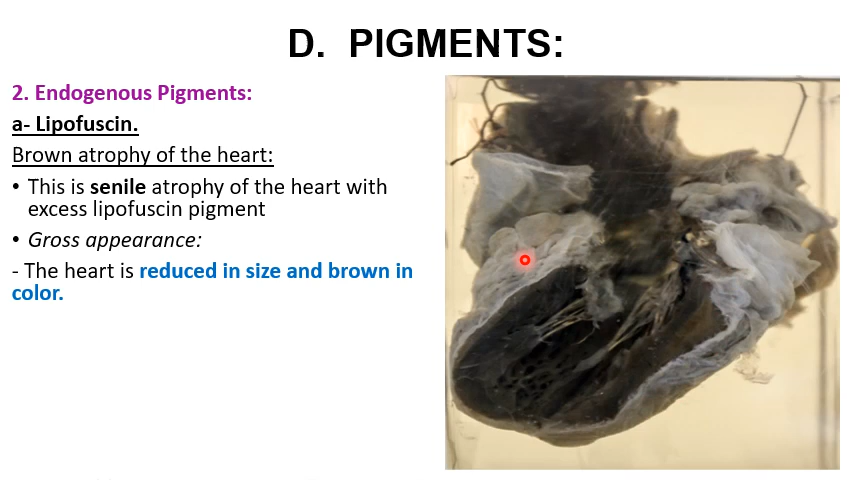 D. PIGMENTS:
2. Endogenous Pigments:
a- Lipofuscin.
Brown atrophy of the heart:
• This is senile atrophy of the heart with
excess lipofuscin pigment
• Gross appearance:
- The heart is reduced in size and brown in
color.